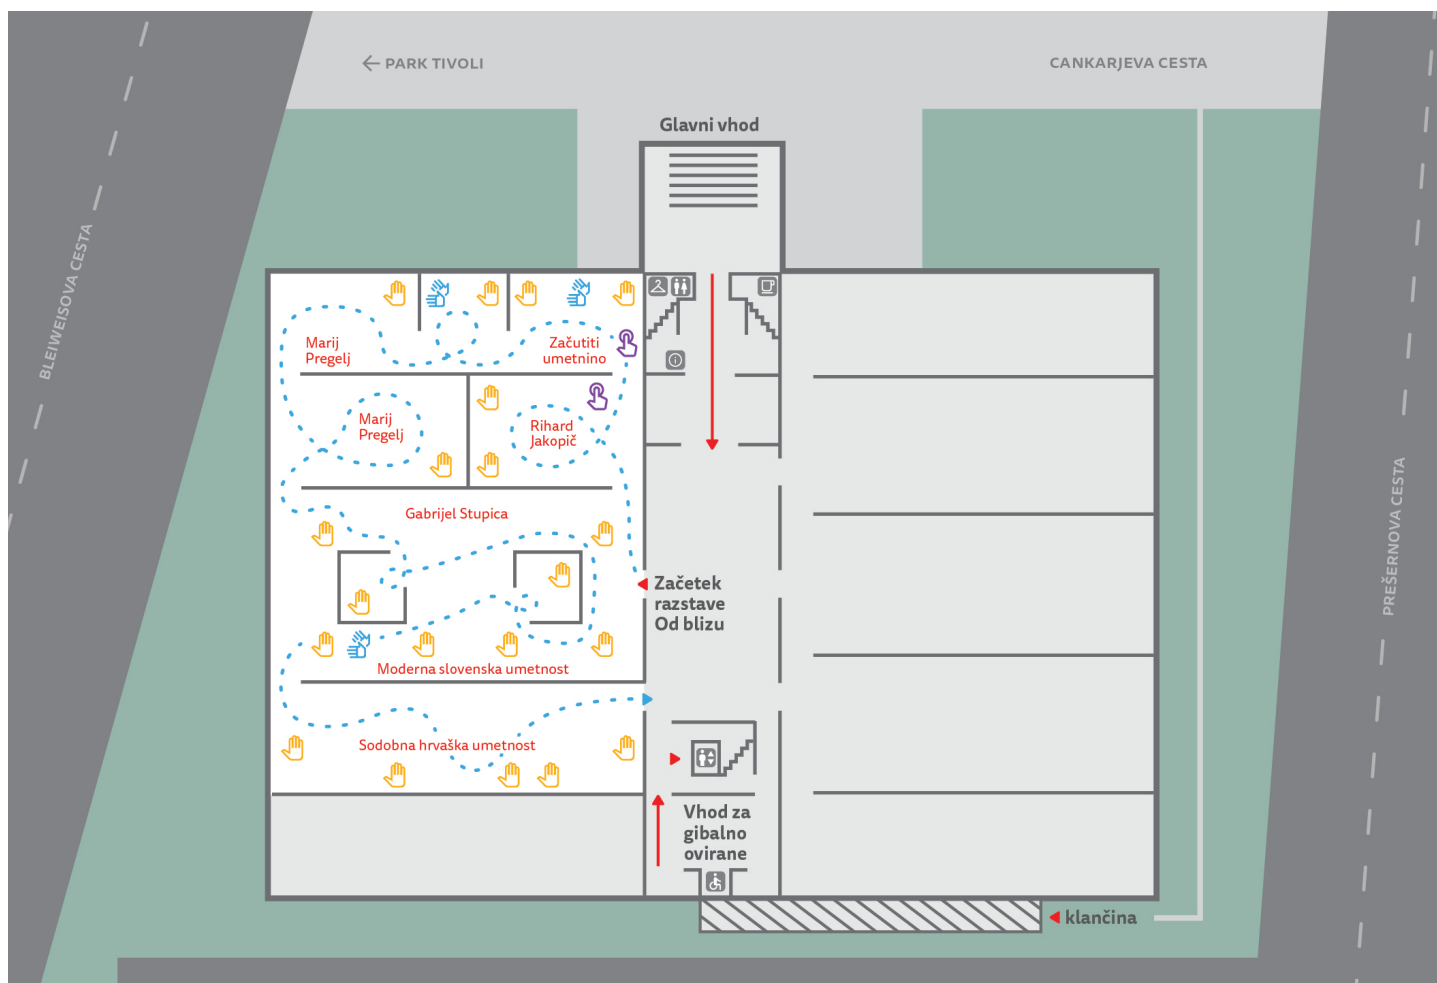 PARK TIVOLI
CANKARJEVA CESTA
Glavni vhod
BLEIWEISOVA CESTA
Marij
Pregelj
Začutiti
umetnino
Marij
Pregelj
Rihard
Jakopič
Gabrijel Stupica
PREŠERNOVA CESTA
Začetek
razstave
Od blizu
Moderna slovenska umetnost
Sodobna hrvaška umetnost
Vhod za
gibalno
ovirane
klančina